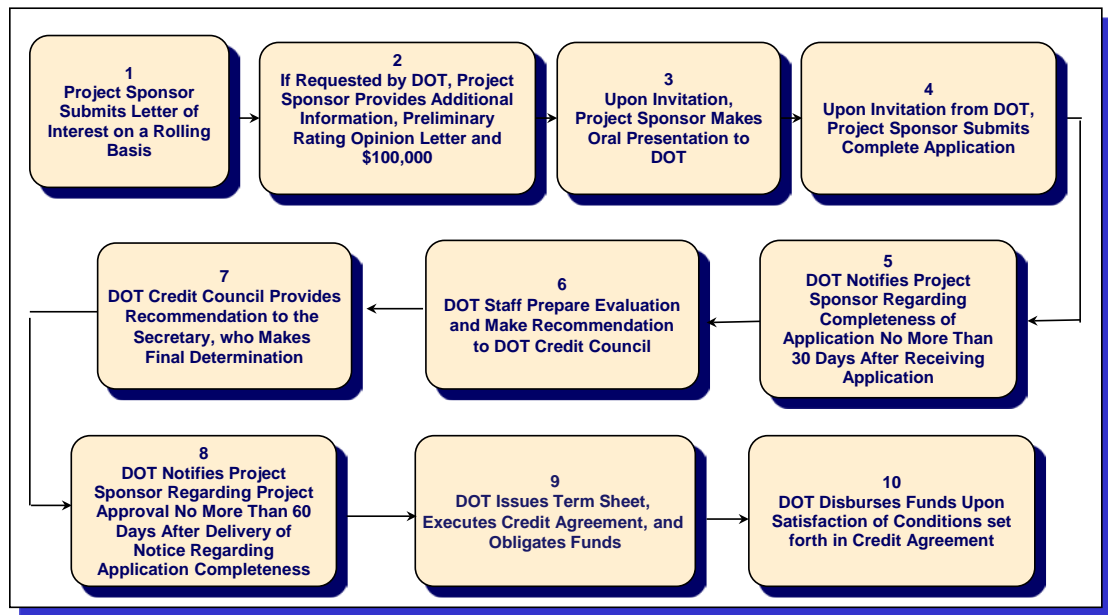 1
Project Sponsor
Submits Letter of
Interest on a Rolling
Basis
2
If Requested by DOT, Project
Sponsor Provides Additional
Information, Preliminary
Rating Opinion Letter and
$100,000
3
Upon Invitation,
Project Sponsor Makes
Oral Presentation to
DOT
4
Upon Invitation from DOT,
Project Sponsor Submits
Complete Application
5
DOT Notifies Project
Sponsor Regarding
Completeness of
Application No More Than
30 Days After Receiving
Application
6
DOT Staff Prepare Evaluation
and Make Recommendation
to DOT Credit Council
7
DOT Credit Council Provides
Recommendation to the
Secretary, who Makes
Final Determination
8
DOT Notifies Project
Sponsor Regarding Project
Approval No More Than 60
Days After Delivery of
Notice Regarding
Application Completeness
9
DOT Issues Term Sheet,
Executes Credit Agreement, and
Obligates Funds
10
DOT Disburses Funds Upon
Satisfaction of Conditions set
forth in Credit Agreement